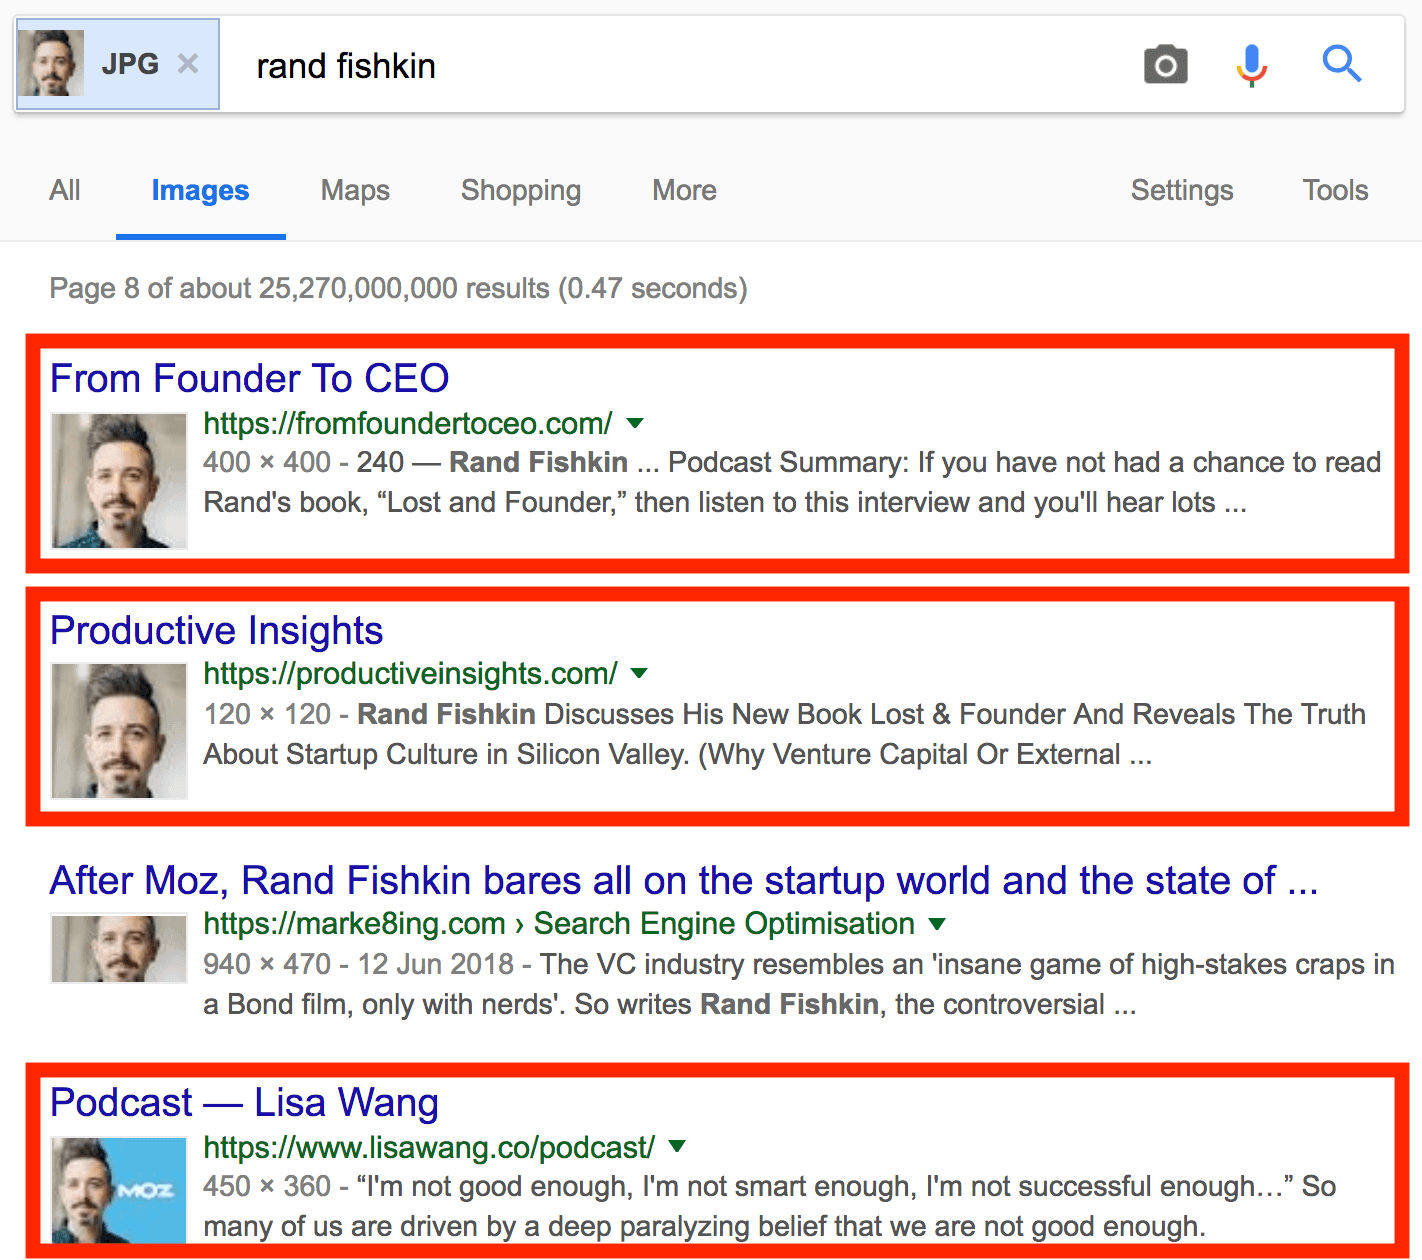 JPG × rand fishkin
All Images Maps Shopping More Settings Tools
Page 8 of about 25,270,000,000 results (0.47 seconds)
From Founder To CEO
https://fromfoundertoceo.com/
400 × 400 - 240 — Rand Fishkin ... Podcast Summary: If you have not had a chance to read
Rand's book, “Lost and Founder,” then listen to this interview and you'll hear lots ...
Productive Insights
https://productiveinsights.com/
120 × 120 - Rand Fishkin Discusses His New Book Lost & Founder And Reveals The Truth
About Startup Culture in Silicon Valley. (Why Venture Capital Or External ...
After Moz, Rand Fishkin bares all on the startup world and the state of ...
https://marke8ing.com › Search Engine Optimisation
940 × 470 - 12 Jun 2018 - The VC industry resembles an 'insane game of high-stakes craps in
a Bond film, only with nerds'. So writes Rand Fishkin, the controversial ...
Podcast — Lisa Wang
https://www.lisawang.co/podcast/
MOZ
450 × 360 - “I'm not good enough, I'm not smart enough, I'm not successful enough…” So
many of us are driven by a deep paralyzing belief that we are not good enough.